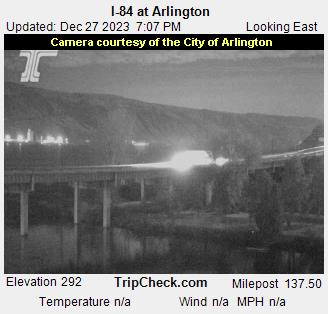 I-84 at Arlington
Updated: Dec 27 2023 7:07 PM Looking East
Camera courtesy of the City of Arlington
Elevation 292 TripCheck.com Milepost 137.50
Temperature n/a Wind n/a MPH n/a